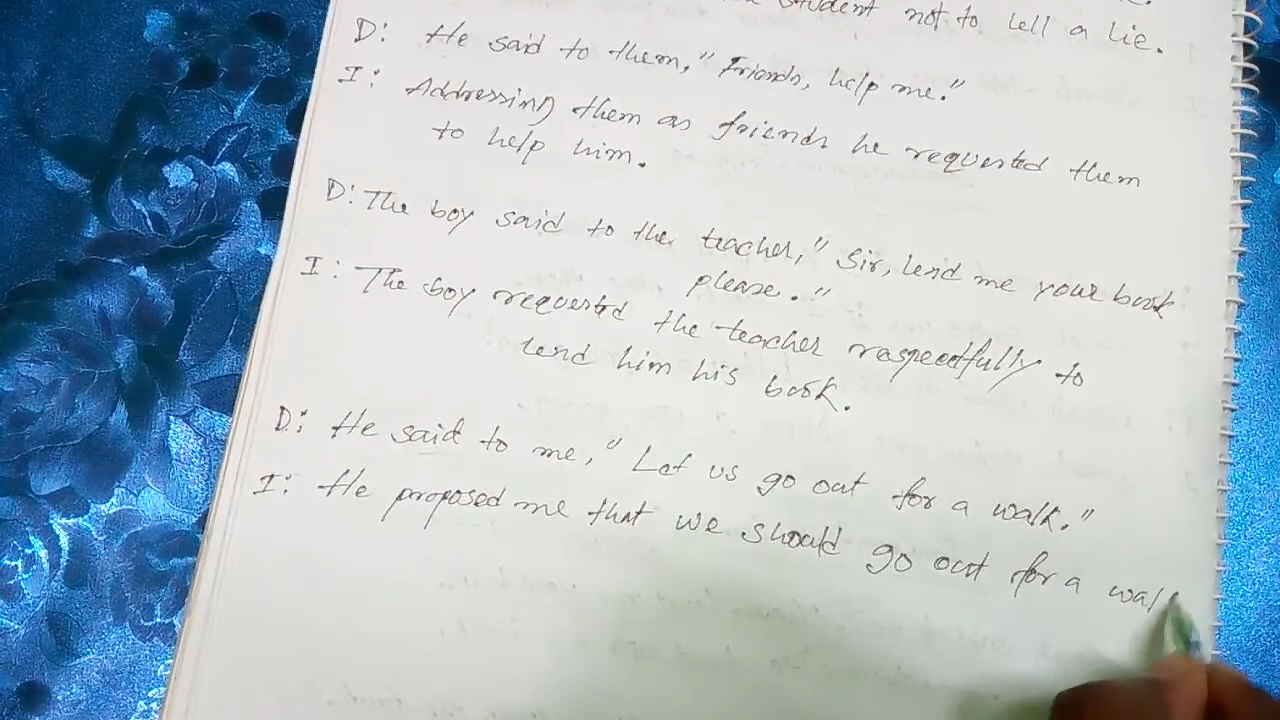 student not to tell a lie.
D: He said to them, "Friends, help me."
I: Addressing them as friends he requested them
to help him.
D: The boy said to the teacher, "Sir, lend me your book
please."
I: The boy requested the teacher respectfully to
lend him his book.
D: He said to me, "Let us go out for a walk."
I: He proposed me that we should go out for a walk